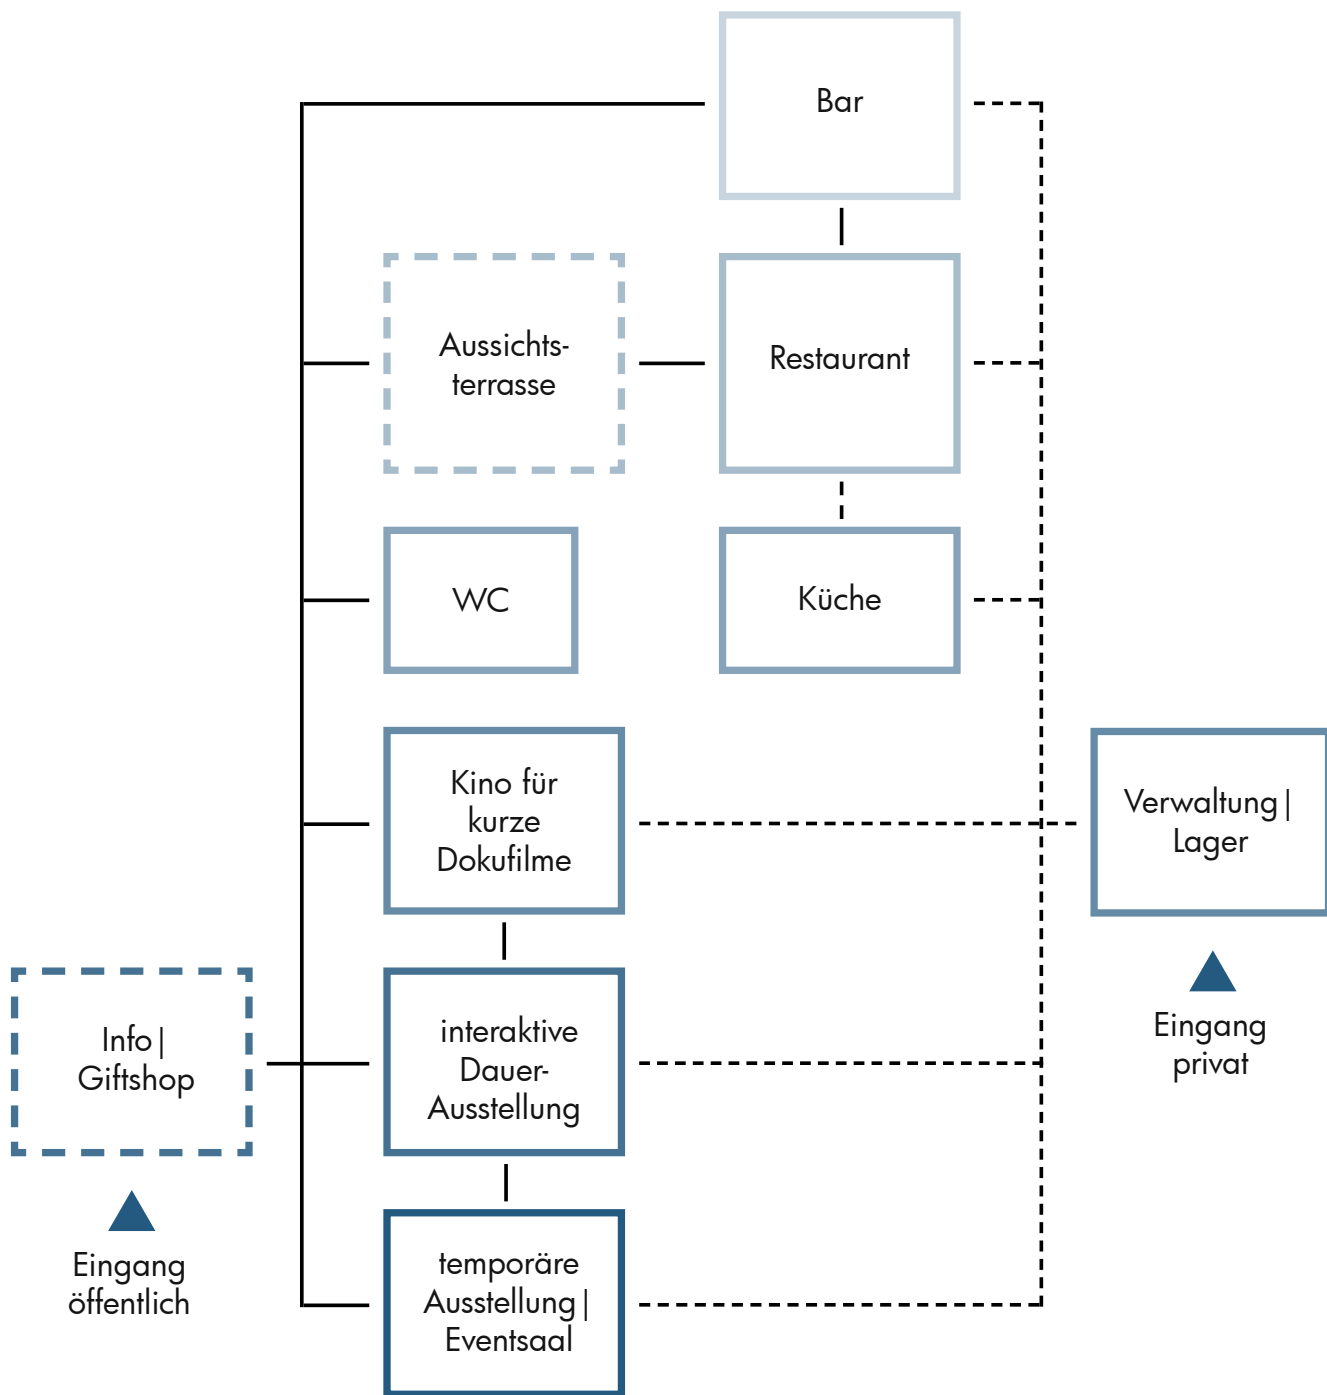 Bar
Aussichts-
terrasse
Restaurant
WC
Küche
Kino für
kurze
Dokufilme
Verwaltung|
Lager
Info|
Giftshop
interaktive
Dauer-
Ausstellung
Eingang
privat
Eingang
öffentlich
temporäre
Ausstellung|
Eventsaal